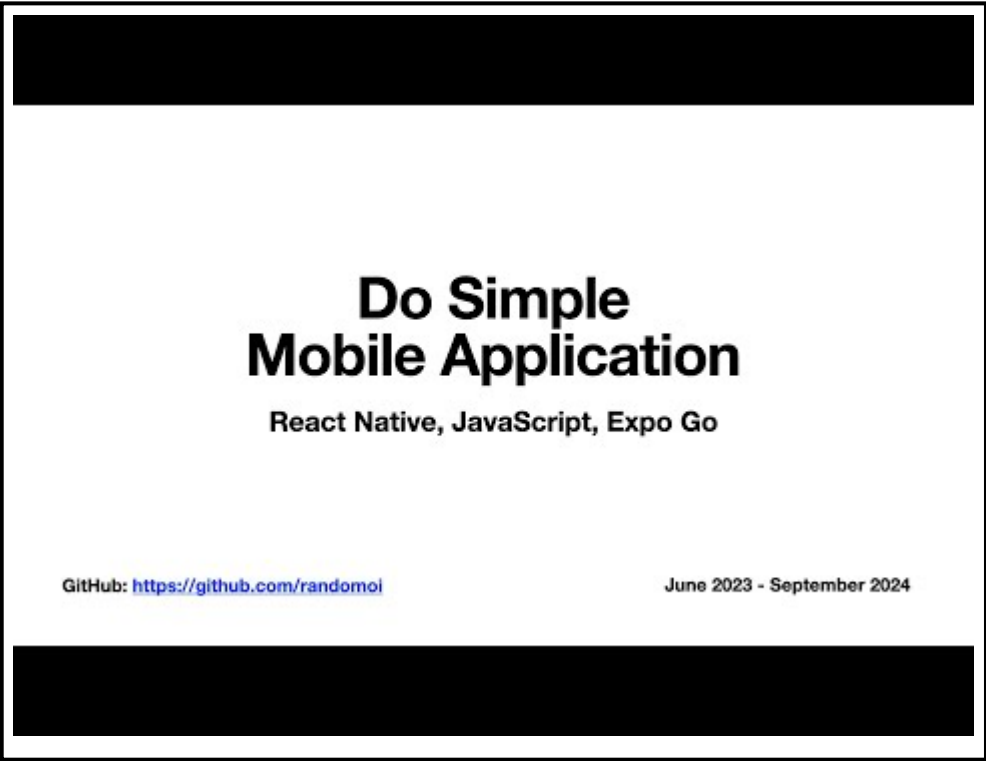 Do Simple
Mobile Application
React Native, JavaScript, Expo Go
GitHub: https://github.com/randomoi
June 2023 - September 2024